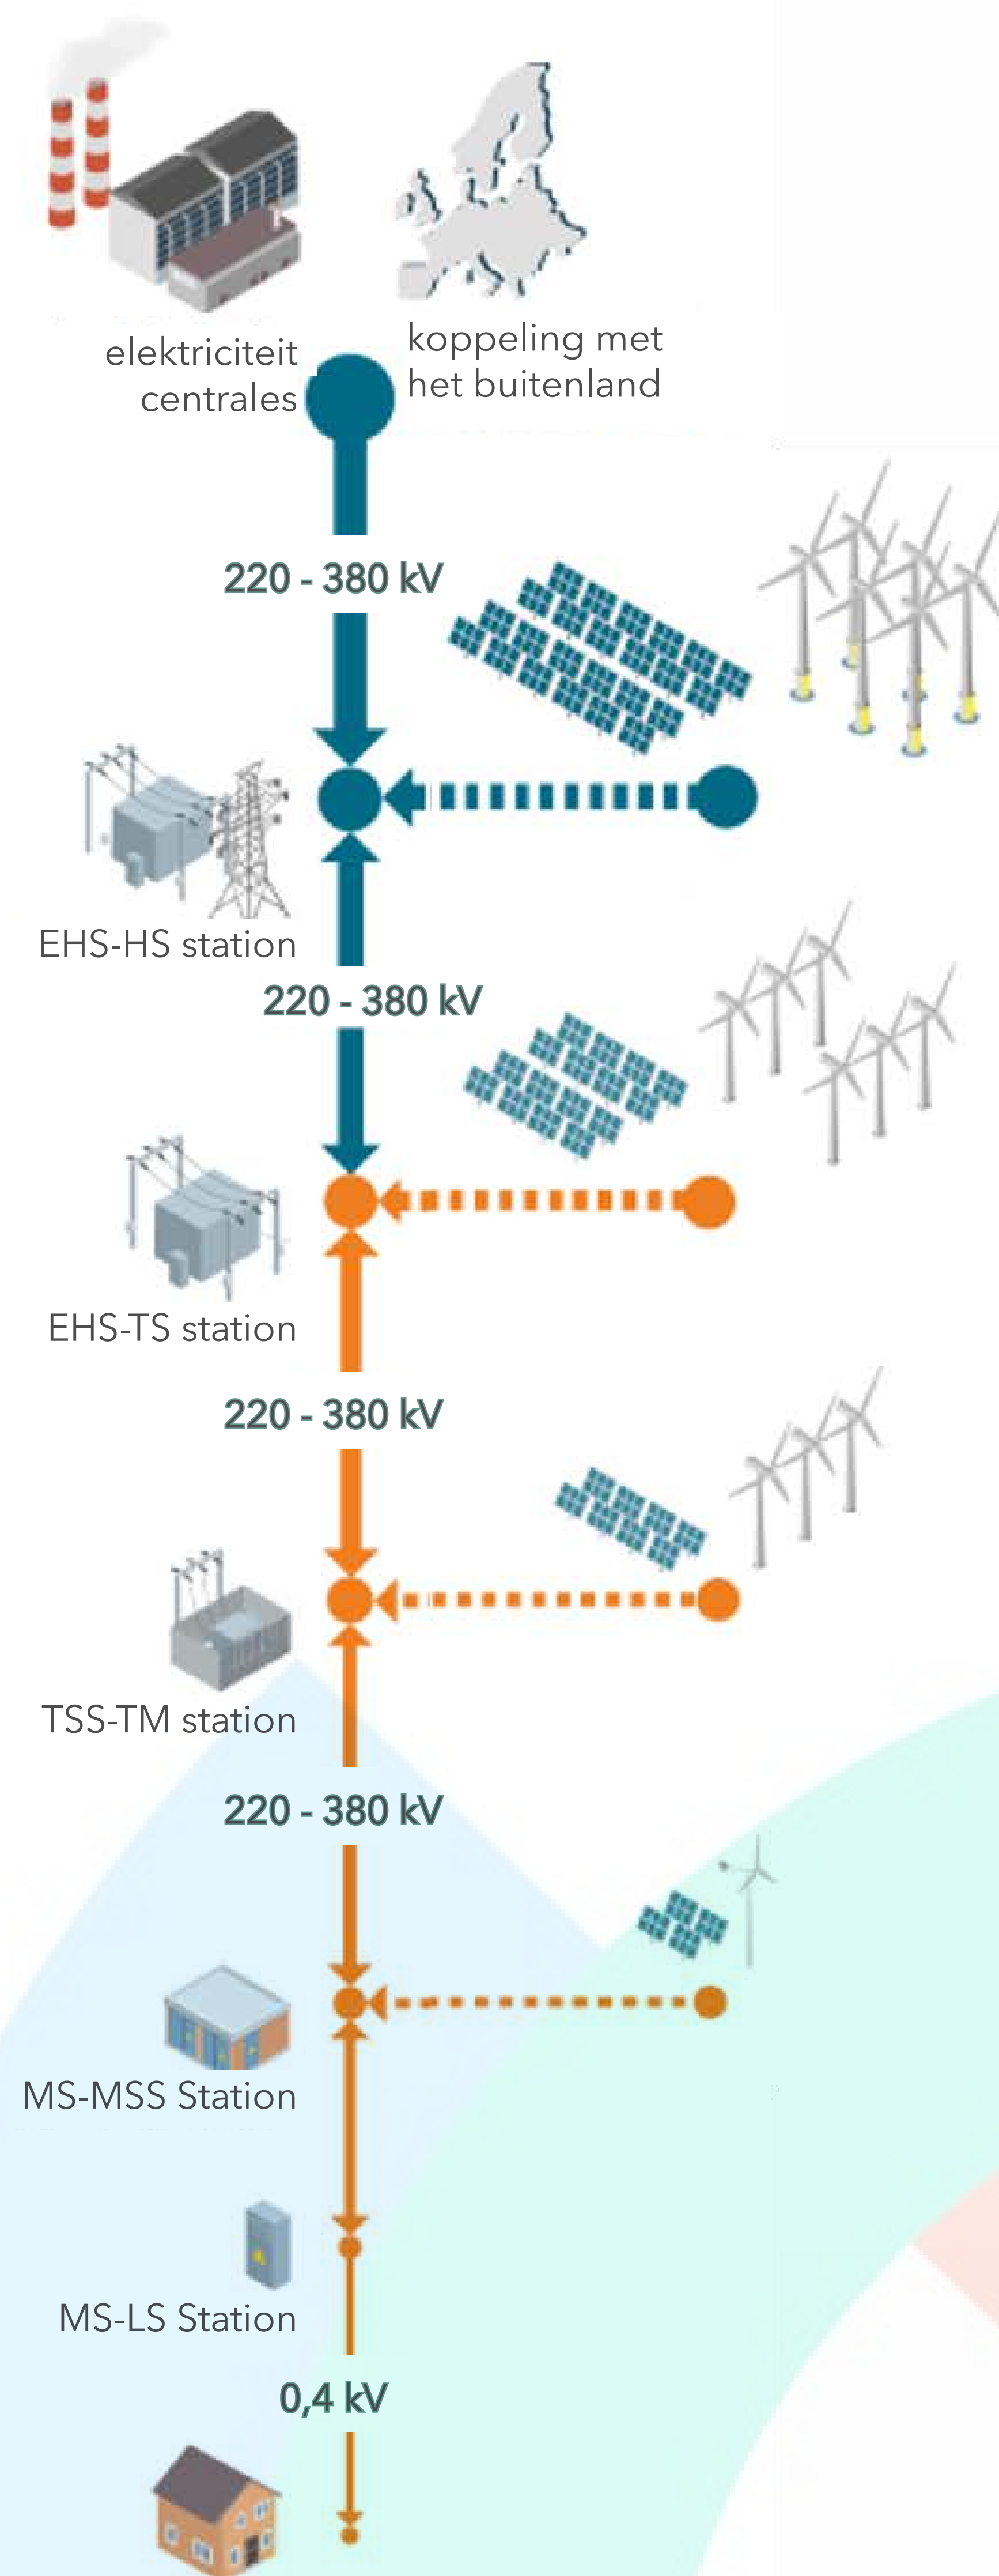 elektriciteit
centrales
koppeling met
het buitenland
220 - 380 kV
EHS-HS station
220 - 380 kV
EHS-TS station
220 - 380 kV
TSS-TM station
220 - 380 kV
MS-MSS Station
MS-LS Station
0,4 kV